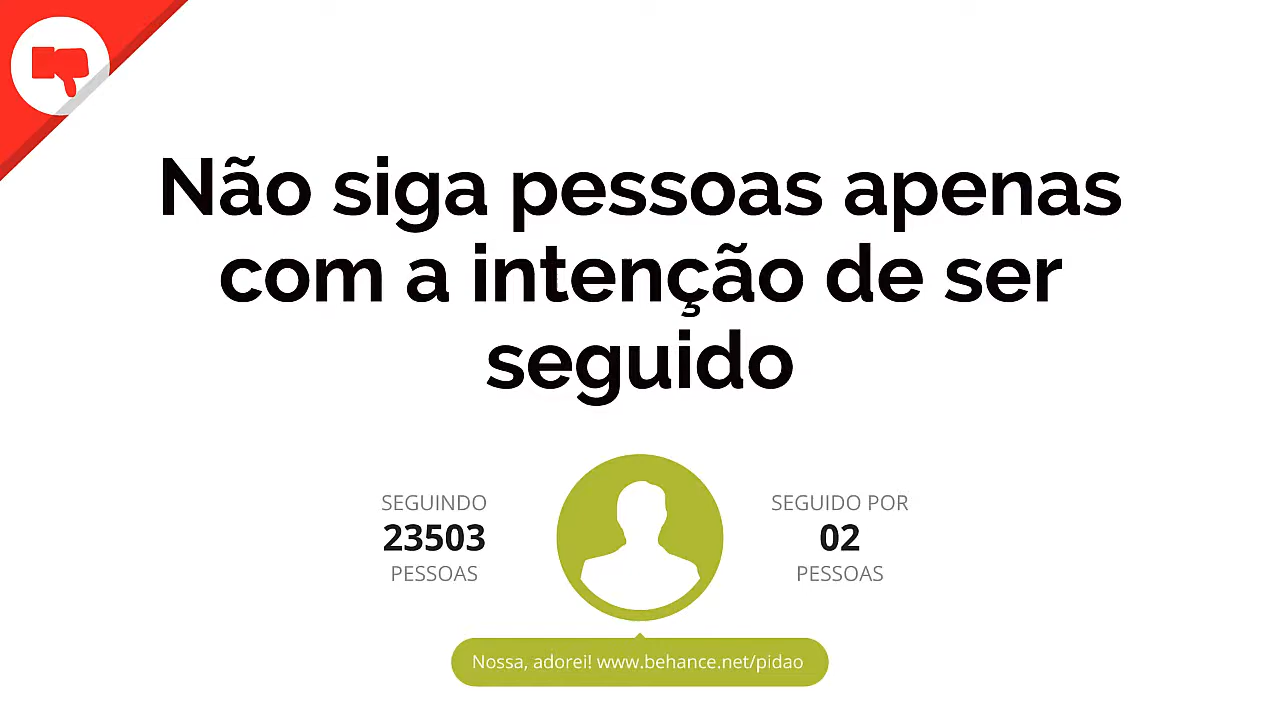 Não siga pessoas apenas
com a intenção de ser
seguido
SEGUINDO
23503
PESSOAS
SEGUIDO POR
02
PESSOAS
Nossa, adorei! www.behance.net/pidao